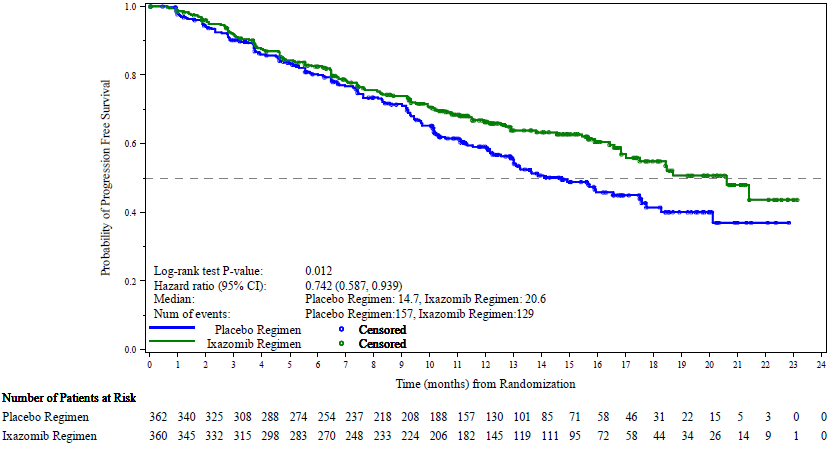 1.0
0.8
0.6
0.4
0.2
0.0
Probability of Progression Free Survival
Log-rank test P-value: 0.012
Hazard ratio (95% CI): 0.742 (0.587, 0.939)
Median: Placebo Regimen: 14.7, Ixazomib Regimen: 20.6
Num of events: Placebo Regimen:157, Ixazomib Regimen:129
Placebo Regimen Censored
Ixazomib Regimen Censored
0 1 2 3 4 5 6 7 8 9 10 11 12 13 14 15 16 17 18 19 20 21 22 23 24
Time (months) from Randomization
Number of Patients at Risk
Placebo Regimen 362 340 325 308 288 274 254 237 218 208 188 157 130 101 85 71 58 46 31 22 15 5 3 0 0
Ixazomib Regimen 360 345 332 315 298 283 270 248 233 224 206 182 145 119 111 95 72 58 44 34 26 14 9 1 0